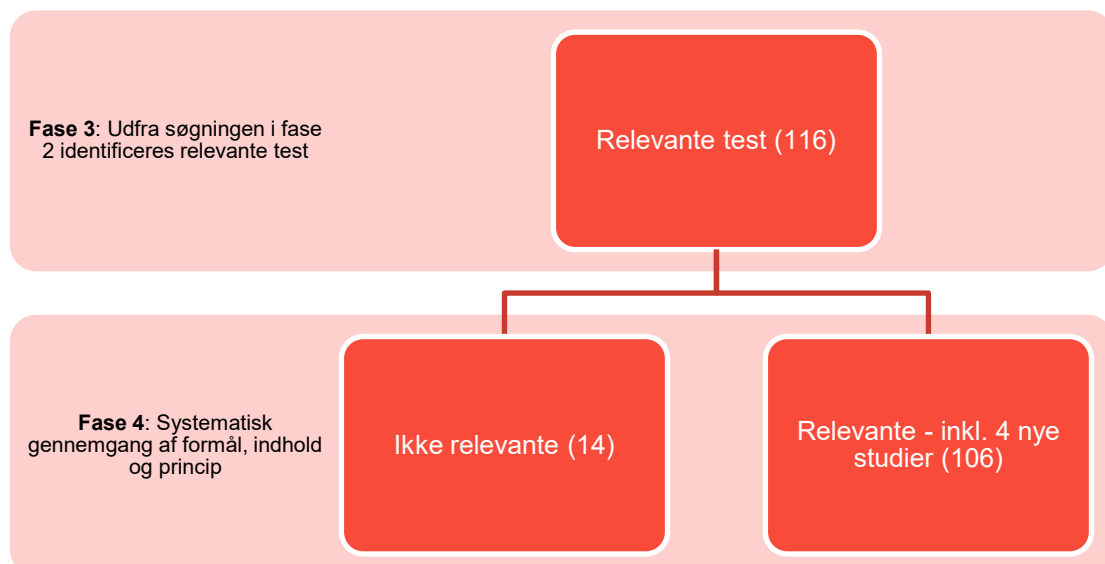 Fase 3: Udfra søgningen i fase
2 identificeres relevante test
Relevante test (116)
Fase 4: Systematisk
gennemgang af formål, indhold
og princip
Ikke relevante (14)
Relevante - inkl. 4 nye
studier (106)